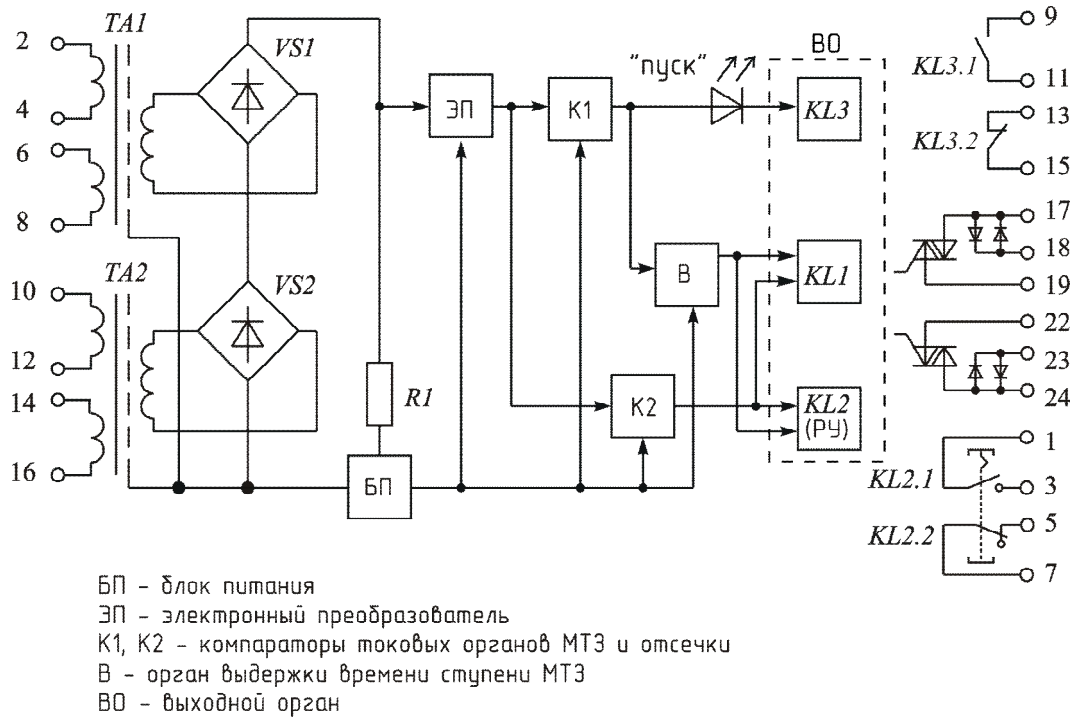 TA1
VS1
2
4
6
8
TA2
VS2
10
12
14
16
R1
БП
ЭП
К1
"пуск"
ВО
KL3
В
KL1
К2
KL2
(РУ)
KL3.1
9
11
KL3.2
13
15
17
18
19
22
23
24
KL2.1
1
3
KL2.2
5
7
БП - блок питания
ЭП - электронный преобразователь
К1, К2 - компараторы токовых органов МТЗ и отсечки
В - орган выдержки времени ступени МТЗ
ВО - выходной орган